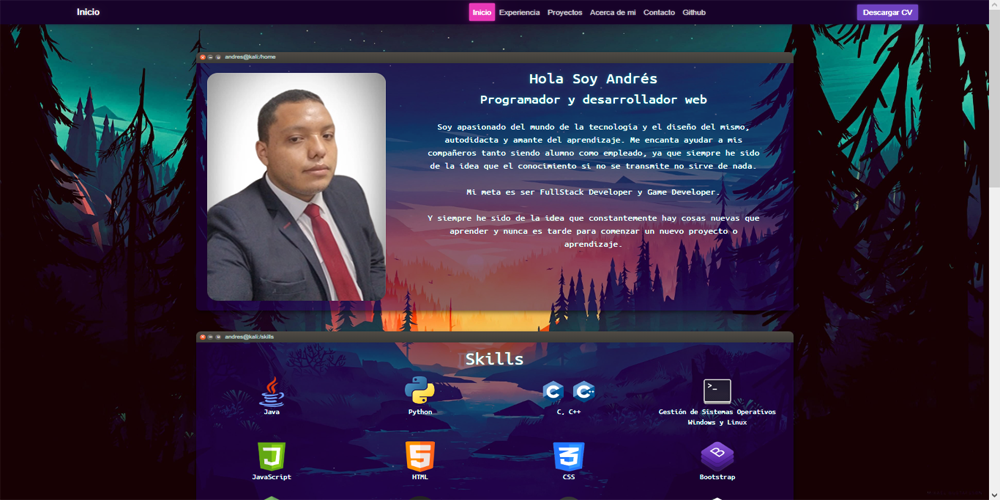 Inicio
Inicio Experiencia Proyectos Acerca de mi Contacto Github
Descargar CV
andres@kali:/home
Hola Soy Andrés
Programador y desarrollador web
Soy apasionado del mundo de la tecnología y el diseño del mismo,
autodidacta y amante del aprendizaje. Me encanta ayudar a mis
compañeros tanto siendo alumno como empleado, ya que siempre he sido
de la idea que el conocimiento si no se transmite no sirve de nada.
Mi meta es ser FullStack Developer y Game Developer.
Y siempre he sido de la idea que constantemente hay cosas nuevas que
aprender y nunca es tarde para comenzar un nuevo proyecto o
aprendizaje.
andres@kali:/skills
Skills
C C++
>_
Java
Python
C, C++
Gestión de Sistemas Operativos
Windows y Linux
J 5 3 B
JavaScript
HTML
CSS
Bootstrap